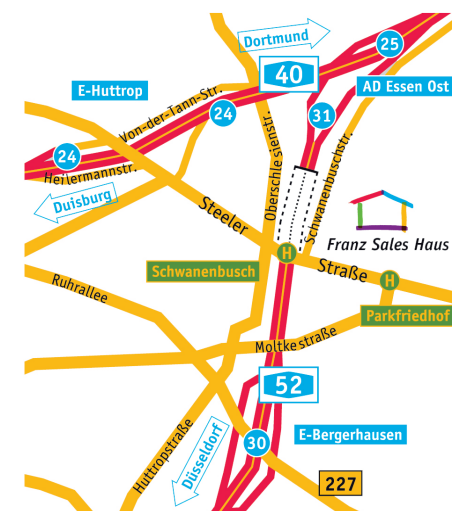 Dortmund
25
40
E-Huttrop
AD Essen Ost
Von-der-Tann-Str.
24
31
24
Heilermannstr.
Oberschlesienstr.
Schwanenbuschstr.
Duisburg
Steeler
Franz Sales Haus
H
Schwanenbusch
Straße
H
Ruhrallee
Parkfriedhof
Moltkestraße
52
Huttropstraße
Düsseldorf
30
E-Bergerhausen
227